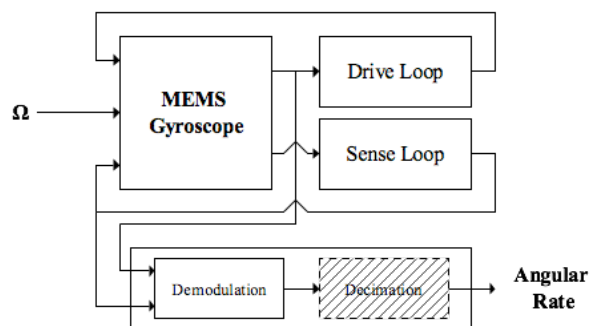 Ω
MEMS
Gyroscope
Drive Loop
Sense Loop
Demodulation
Decimation
Angular
Rate